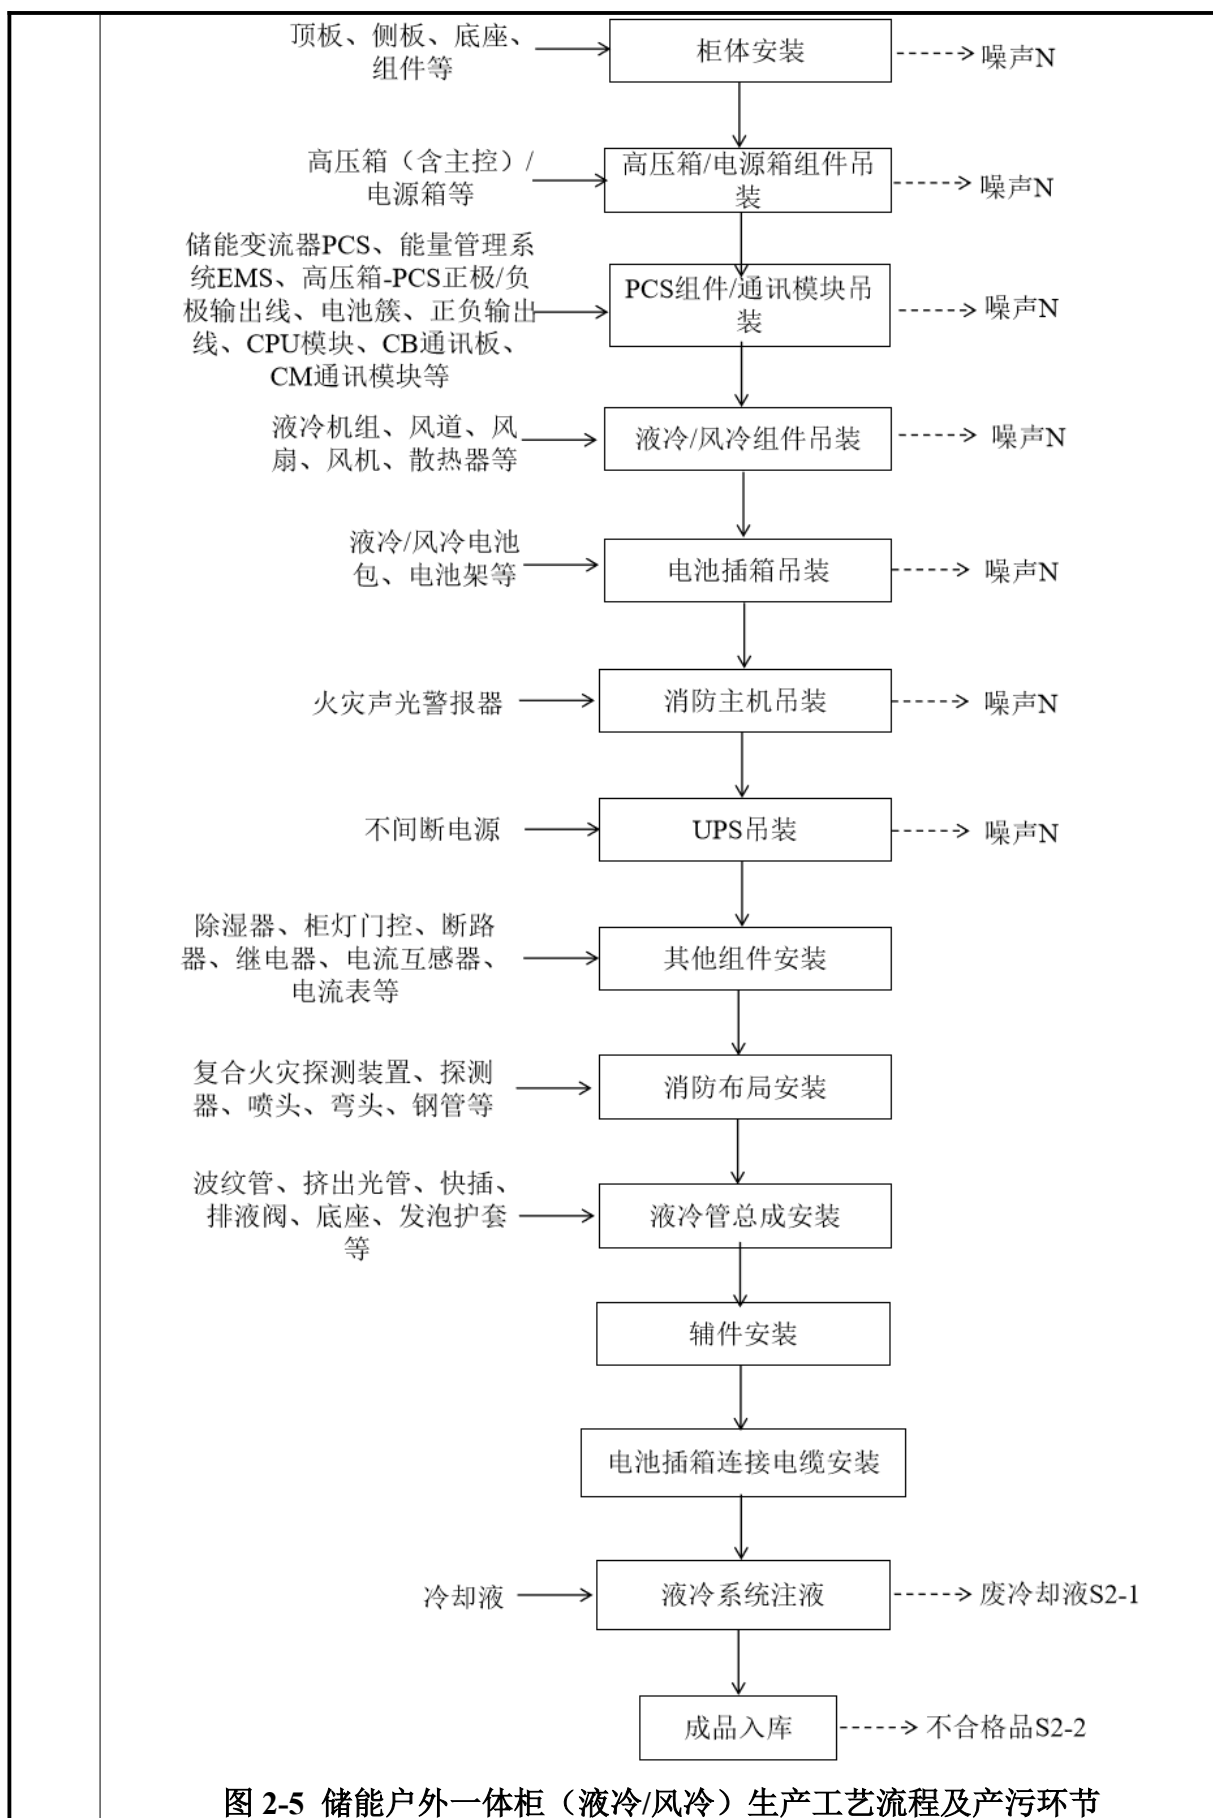 顶板、侧板、底座、
组件等
柜体安装
噪声N
高压箱（含主控）/
电源箱等
高压箱/电源箱组件吊
装
噪声N
储能变流器PCS、能量管理系
统EMS、高压箱-PCS正极/负
极输出线、电池簇、正负输出
线、CPU模块、CB通讯板、
CM通讯模块等
PCS组件/通讯模块吊
装
噪声N
液冷机组、风道、风
扇、风机、散热器等
液冷/风冷组件吊装
噪声N
液冷/风冷电池
包、电池架等
电池插箱吊装
噪声N
火灾声光警报器
消防主机吊装
噪声N
不间断电源
UPS吊装
噪声N
除湿器、柜灯门控、断路
器、继电器、电流互感器、
电流表等
其他组件安装
复合火灾探测装置、探测
器、喷头、弯头、钢管等
消防布局安装
波纹管、挤出光管、快插、
排液阀、底座、发泡护套
等
液冷管总成安装
辅件安装
电池插箱连接电缆安装
冷却液
液冷系统注液
废冷却液S2-1
成品入库
不合格品S2-2
图 2-5 储能户外一体柜（液冷/风冷）生产工艺流程及产污环节